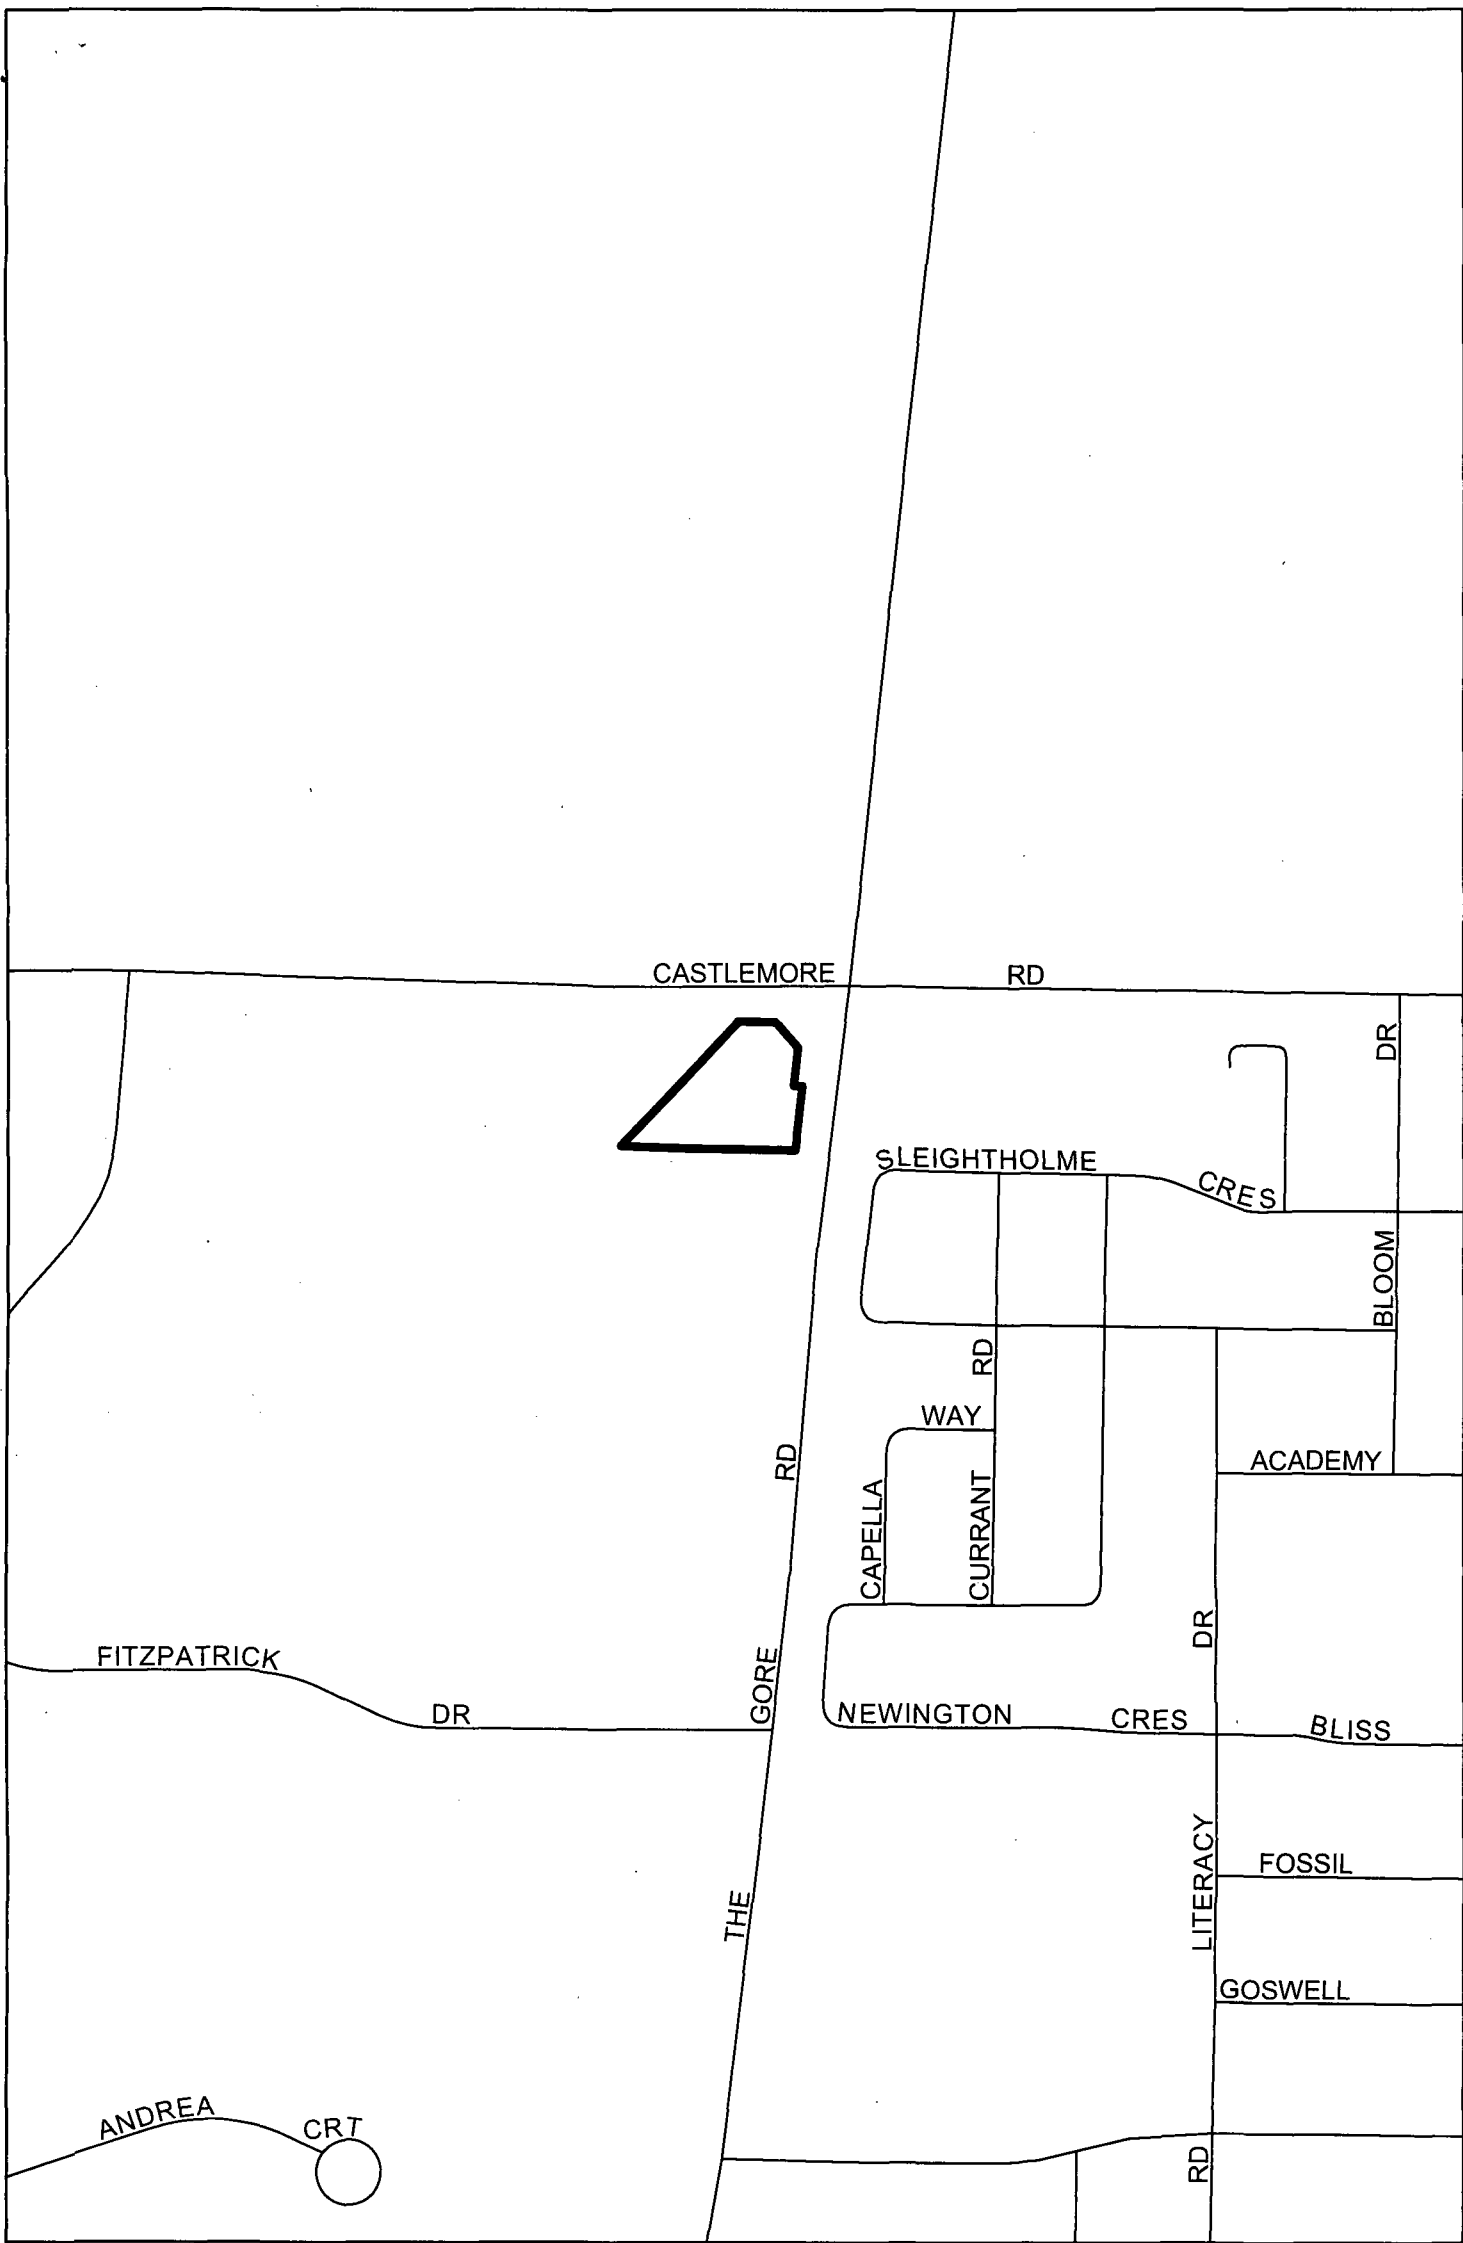 CASTLEMORE RD
DR
SLEIGHTHOLME CRES
BLOOM
RD
WAY
RD
ACADEMY
CAPELLA
CURRANT
DR
FITZPATRICK
DR
GORE
NEWINGTON CRES
BLISS
LITERACY
FOSSIL
THE
GOSWELL
ANDREA CRT
RD